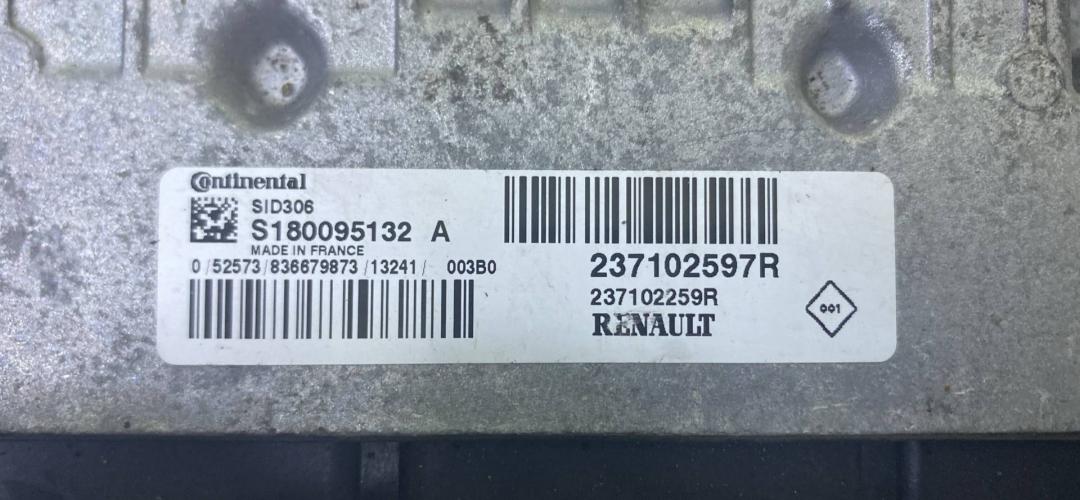 Continental
SID306
S180095132 A
MADE IN FRANCE
0/52573/836679873/13241/ 003B0
237102597R
237102259R
RENAULT
001